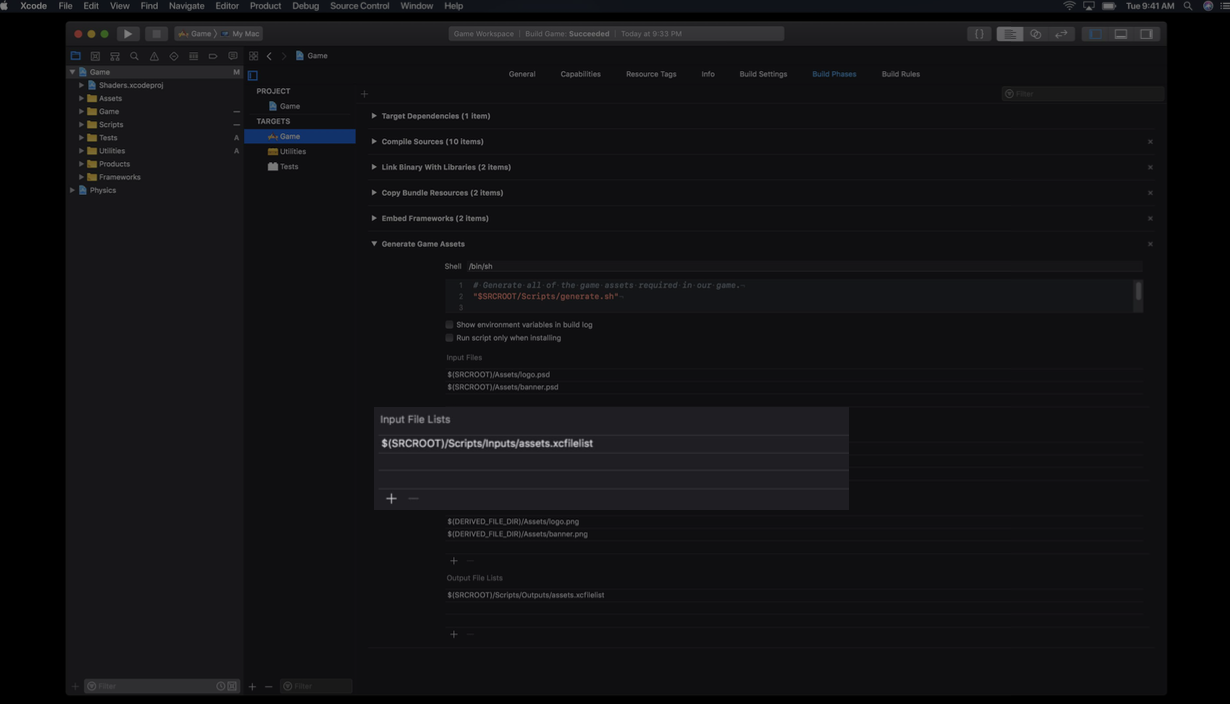 Xcode File Edit View Find Navigate Editor Product Debug Source Control Window Help
Tue 9:41 AM
Game My Mac
Game Workspace | Build Game: Succeeded | Today at 9:33 PM
Game
Game M
Shaders.xcodeproj
Assets
Game
Scripts
Tests A
Utilities A
Products
Frameworks
Physics
Filter
PROJECT
Game
TARGETS
Game
Utilities
Tests
Filter
General Capabilities Resource Tags Info Build Settings Build Phases Build Rules
Filter
Target Dependencies (1 item)
Compile Sources (10 items)
Link Binary With Libraries (2 items)
Copy Bundle Resources (2 items)
Embed Frameworks (2 items)
Generate Game Assets
Shell /bin/sh
1 # Generate all of the game assets required in our game.
2 "$SRCROOT/Scripts/generate.sh"
3
Show environment variables in build log
Run script only when installing
Input Files
$(SRCROOT)/Assets/logo.psd
$(SRCROOT)/Assets/banner.psd
Input File Lists
$(SRCROOT)/Scripts/Inputs/assets.xcfilelist
$(DERIVED_FILE_DIR)/Assets/logo.png
$(DERIVED_FILE_DIR)/Assets/banner.png
Output File Lists
$(SRCROOT)/Scripts/Outputs/assets.xcfilelist